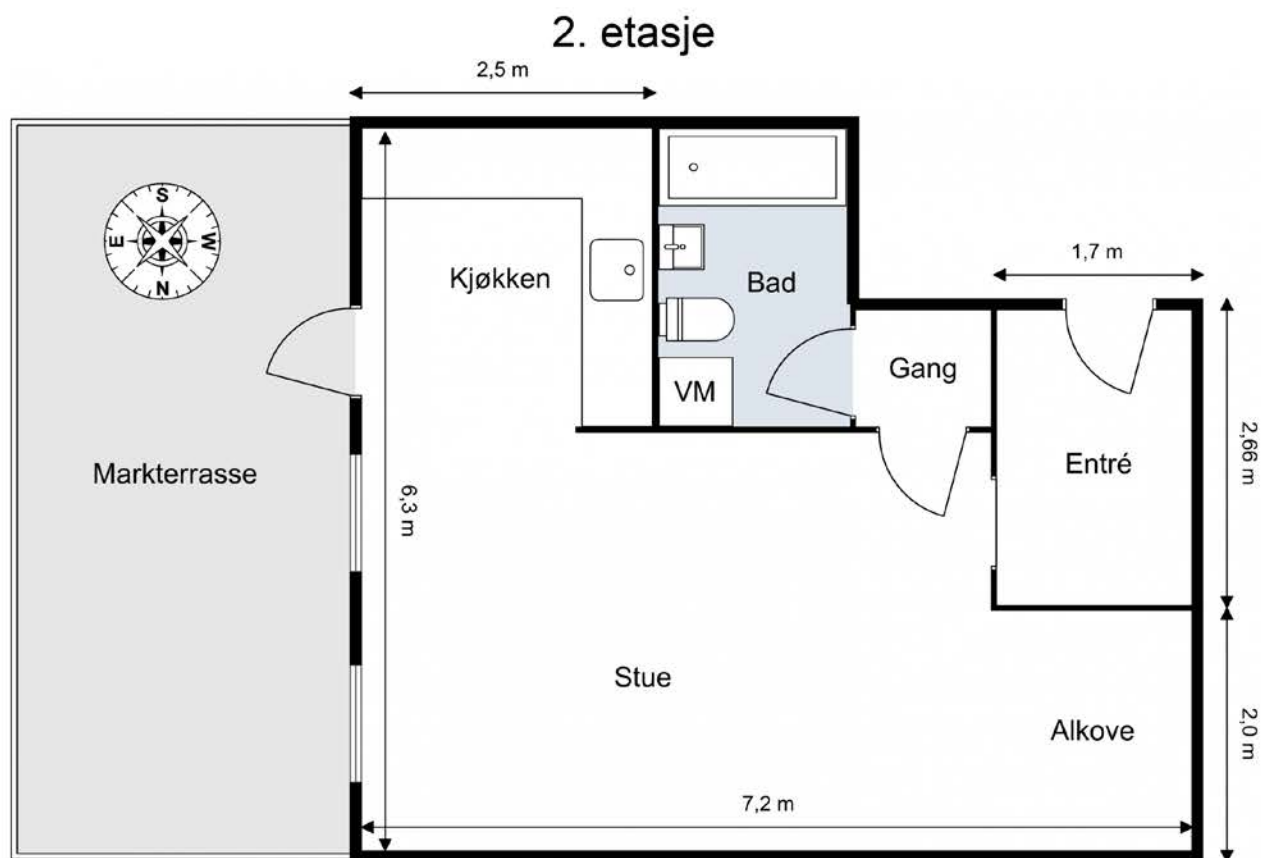 2. etasje
2,5 m
S
E
W
N
1,7 m
Kjøkken
Bad
Gang
VM
Entré
2,66 m
Markterrasse
6,3 m
Stue
Alkove
2,0 m
7,2 m